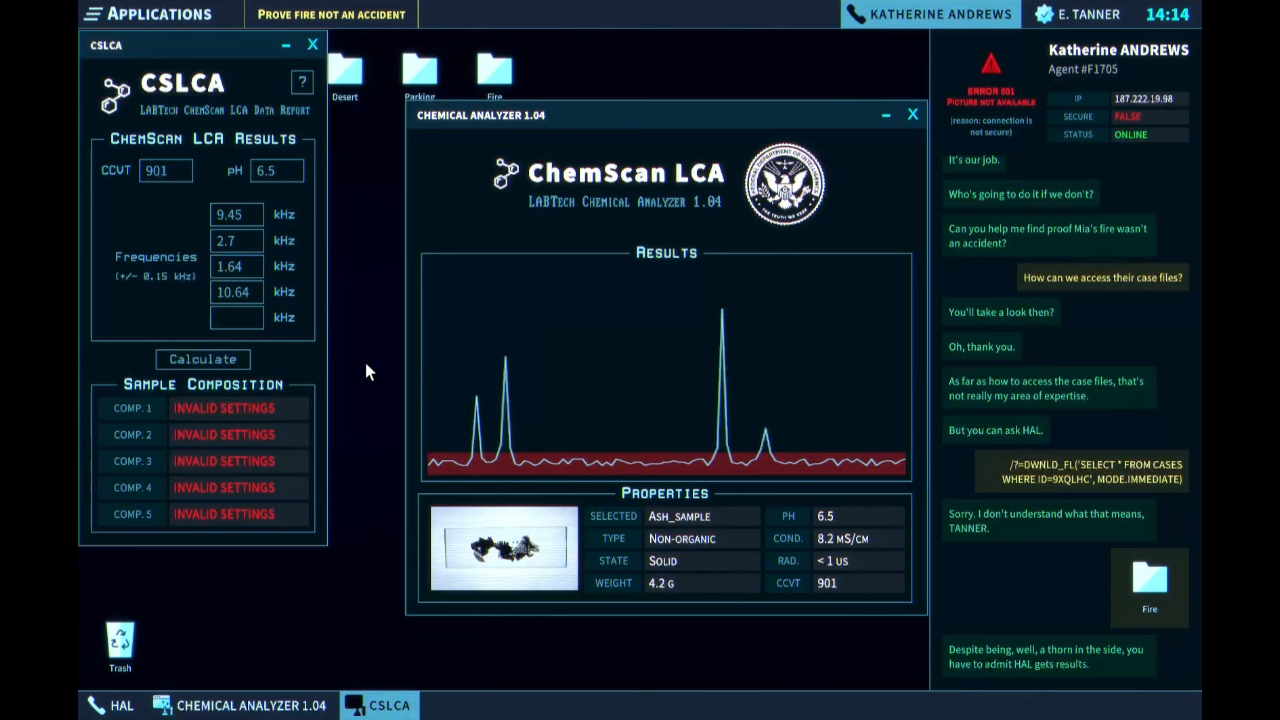 APPLICATIONS
PROVE FIRE NOT AN ACCIDENT
KATHERINE ANDREWS
E. TANNER
14:14
CSLCA
CSLCA
?
LABTECH CHEMSCAN LCA DATA REPORT
CHEMSCAN LCA RESULTS
CCVT 901 pH 6.5
9.45 kHz
2.7 kHz
Frequencies
(+/- 0.15 kHz)
1.64 kHz
10.64 kHz
kHz
Calculate
SAMPLE COMPOSITION
COMP. 1 INVALID SETTINGS
COMP. 2 INVALID SETTINGS
COMP. 3 INVALID SETTINGS
COMP. 4 INVALID SETTINGS
COMP. 5 INVALID SETTINGS
Desert
Parking
Fire
CHEMICAL ANALYZER 1.04
ChemScan LCA
LABTECH CHEMICAL ANALYZER 1.04
RESULTS
PROPERTIES
SELECTED ASH_SAMPLE PH 6.5
TYPE NON-ORGANIC COND. 8.2 MS/CM
STATE SOLID RAD. < 1 US
WEIGHT 4.2 G CCVT 901
Katherine ANDREWS
Agent #F1705
ERROR 501
PICTURE NOT AVAILABLE
(reason: connection is
not secure)
IP 187.222.19.98
SECURE FALSE
STATUS ONLINE
It's our job.
Who's going to do it if we don't?
Can you help me find proof Mia's fire wasn't
an accident?
How can we access their case files?
You'll take a look then?
Oh, thank you.
As far as how to access the case files, that's
not really my area of expertise.
But you can ask HAL.
/?=DWNLD_FL('SELECT * FROM CASES
WHERE ID=9XQLHC', MODE.IMMEDIATE)
Sorry. I don't understand what that means,
TANNER.
Fire
Despite being, well, a thorn in the side, you
have to admit HAL gets results.
Trash
HAL
CHEMICAL ANALYZER 1.04
CSLCA